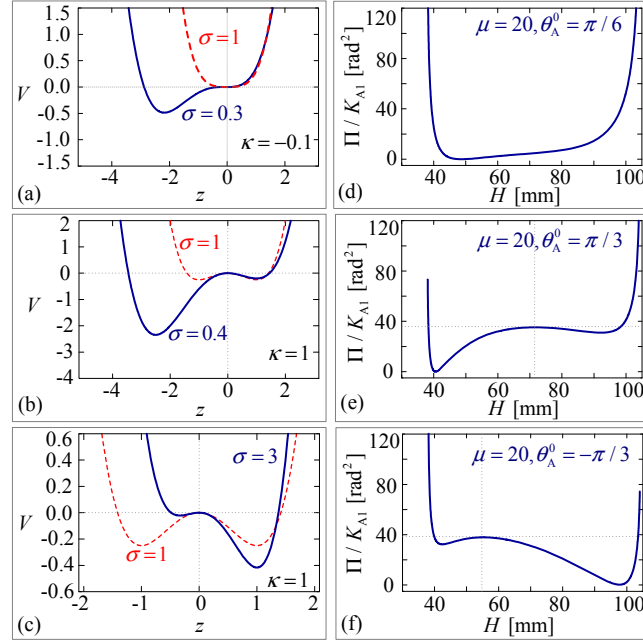 1.5
1.0
0.5
0.0
-0.5
-1.0
1.5
V
σ=1
σ=0.3
κ=−0.1
-4 -2 0 2
z
(a)
120
80
40
0
Π / K_A1 [rad²]
μ=20,θ_A^0=π/6
40 60 80 100
H [mm]
(d)
2
1
0
-1
-2
-3
-4
V
σ=1
σ=0.4
κ=1
-4 -2 0 2
z
(b)
120
80
40
0
Π / K_A1 [rad²]
μ=20,θ_A^0=π/3
40 60 80 100
H [mm]
(e)
0.6
0.4
0.2
0.0
-0.2
-0.4
-0.6
V
σ=3
σ=1
κ=1
-2 -1 0 1 2
z
(c)
120
80
40
0
Π / K_A1 [rad²]
μ=20,θ_A^0=−π/3
40 60 80 100
H [mm]
(f)